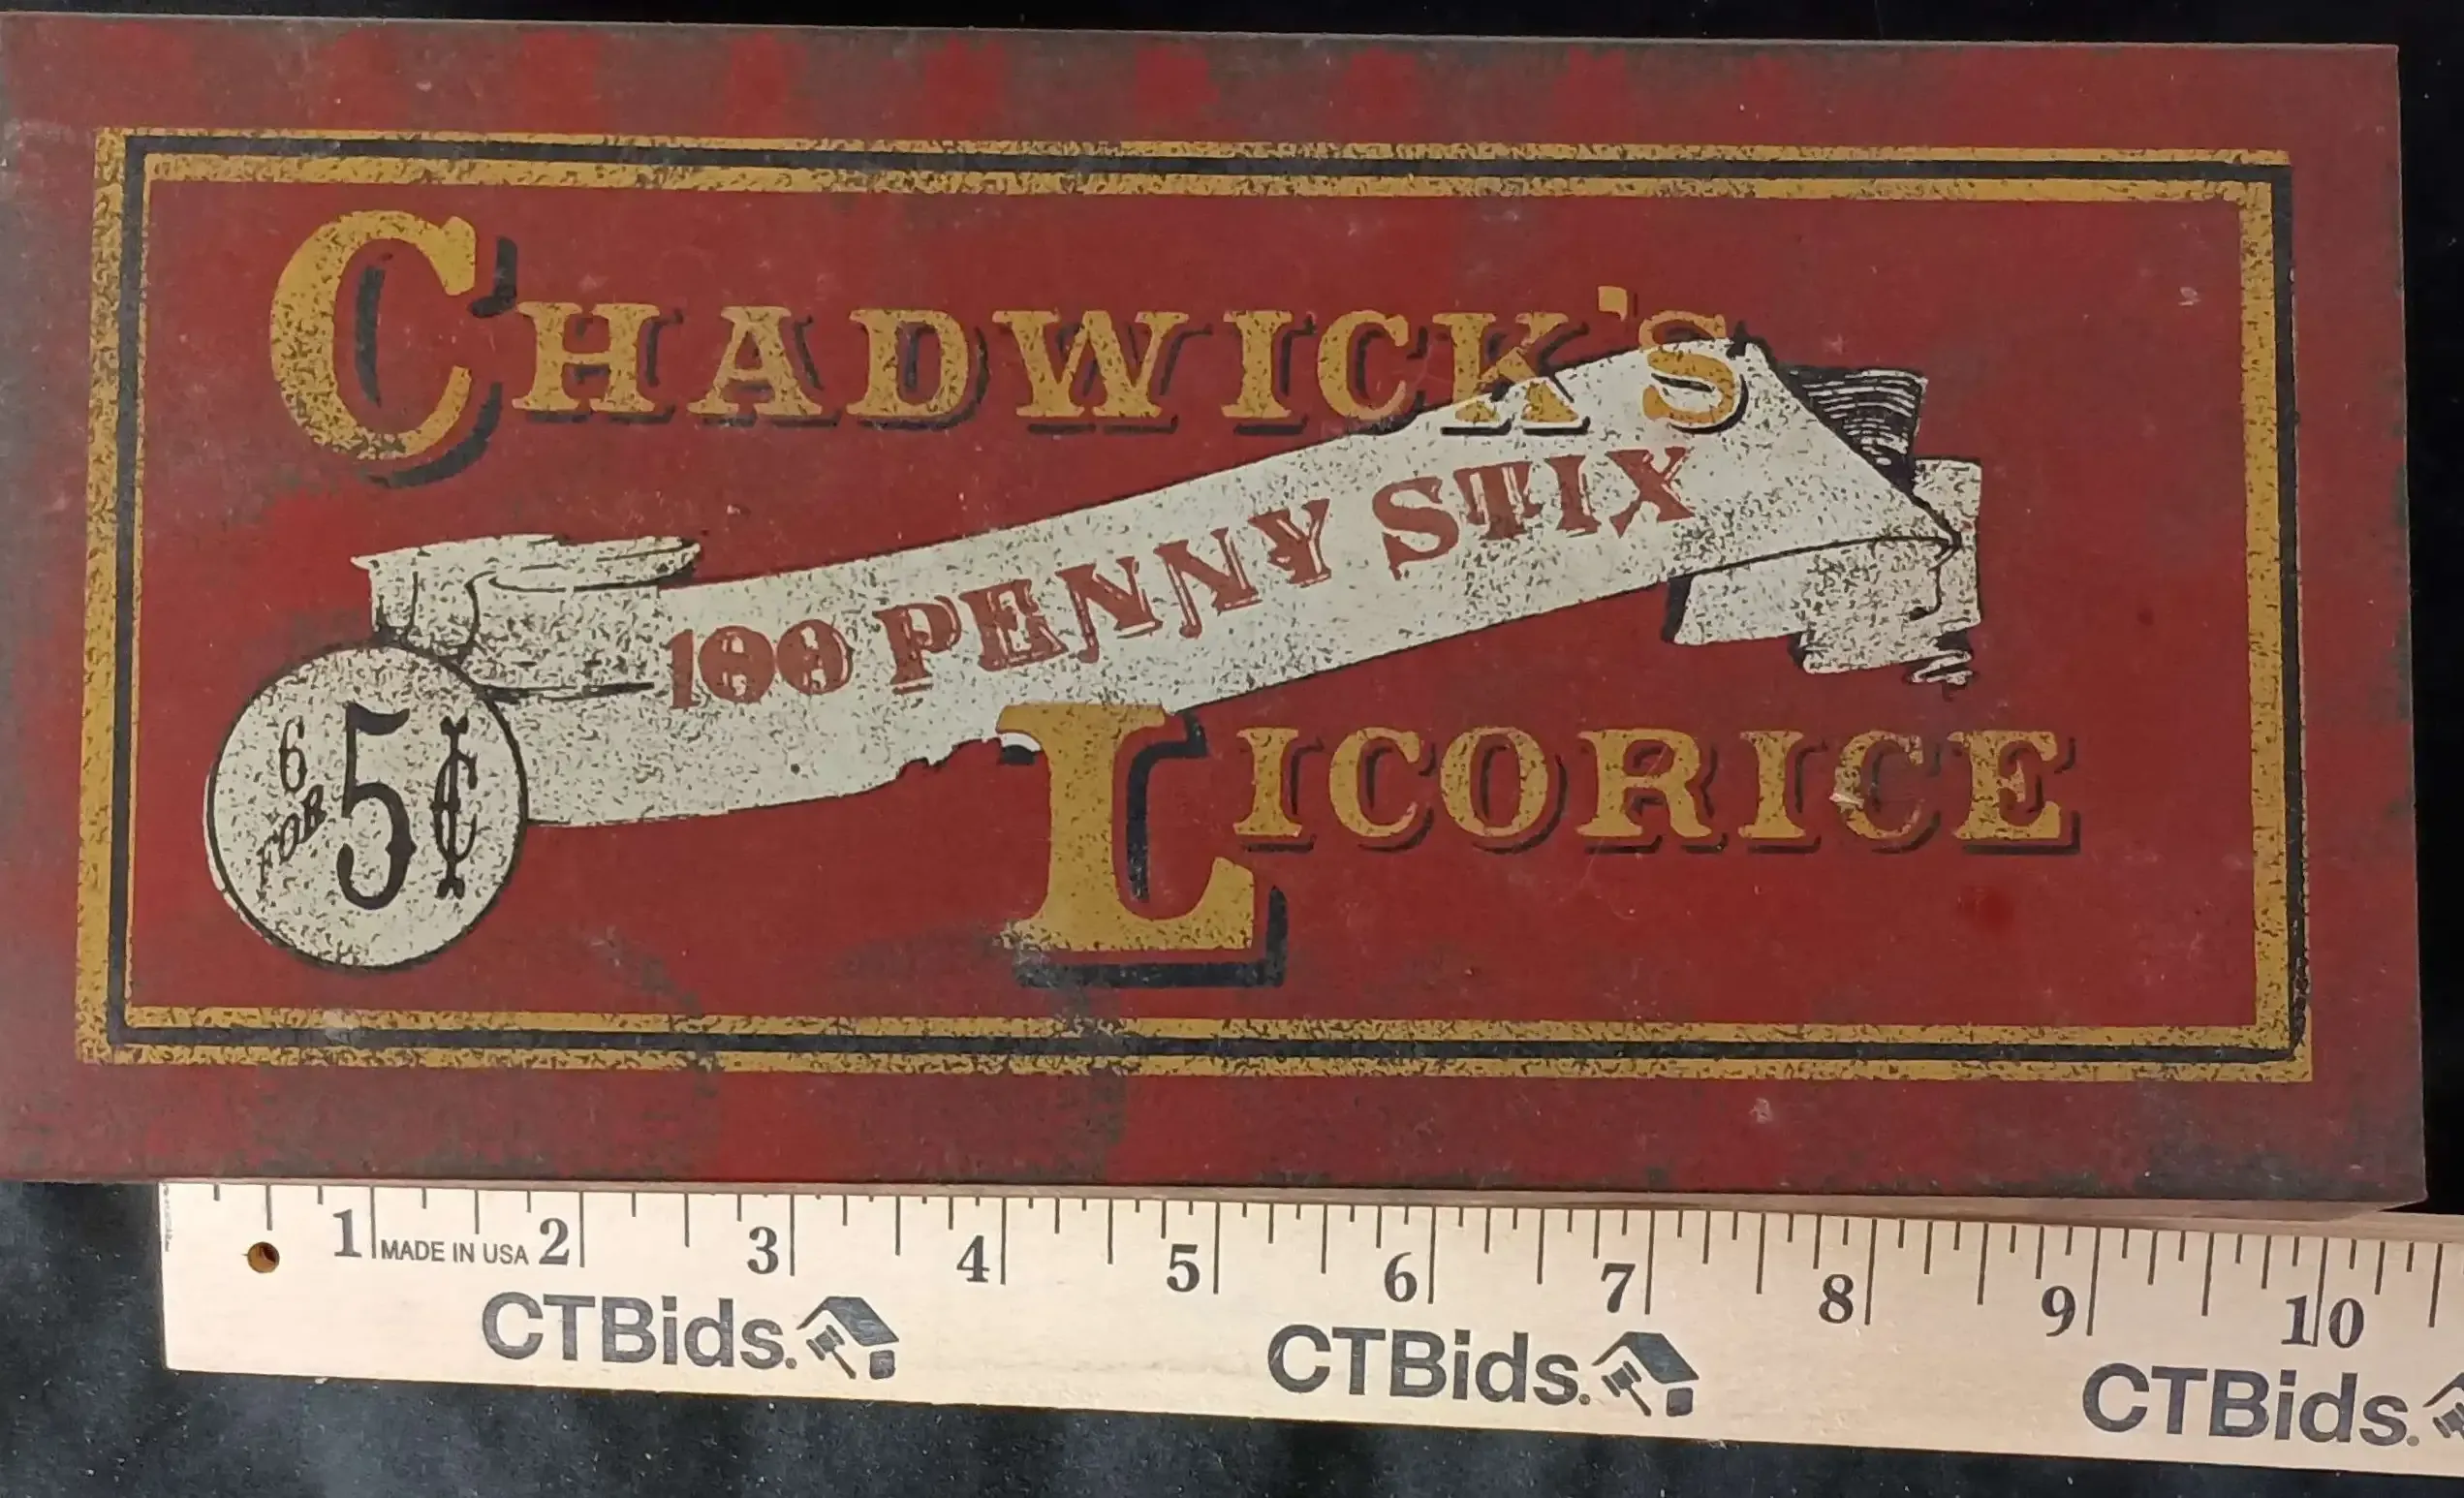 CHADWICK'S
100 PENNY STIX
LICORICE
6 FOR 5¢
1 MADE IN USA 2 3 4 5 6 7 8 9 10
CTBids. CTBids. CTBids.